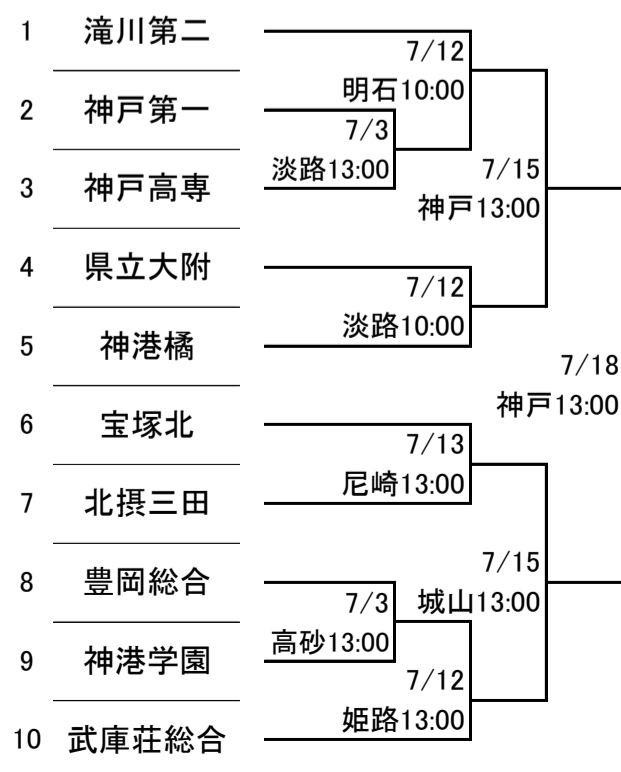 1 滝川第二
7/12
明石10:00
2 神戸第一
7/3
淡路13:00
3 神戸高専
7/15
神戸13:00
4 県立大附
7/12
淡路10:00
5 神港橘
7/18
神戸13:00
6 宝塚北
7/13
尼崎13:00
7 北摂三田
7/15
城山13:00
8 豊岡総合
7/3
高砂13:00
9 神港学園
7/12
姫路13:00
10 武庫荘総合